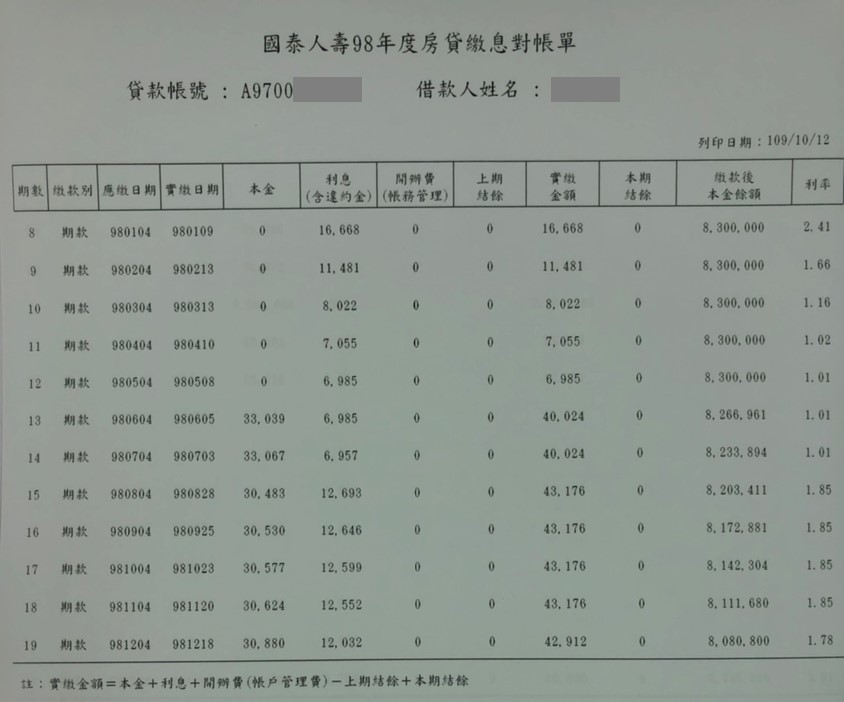 國泰人壽98年度房貸繳息對帳單
貸款帳號：A9700 借款人姓名：
列印日期：109/10/12
期數 繳款別 應繳日期 實繳日期 本金 利息(含違約金) 開辦費(帳務管理) 上期結餘 實繳金額 本期結餘 繳款後本金餘額 利率
8 期款 980104 980109 0 16,668 0 0 16,668 0 8,300,000 2.41
9 期款 980204 980213 0 11,481 0 0 11,481 0 8,300,000 1.66
10 期款 980304 980313 0 8,022 0 0 8,022 0 8,300,000 1.16
11 期款 980404 980410 0 7,055 0 0 7,055 0 8,300,000 1.02
12 期款 980504 980508 0 6,985 0 0 6,985 0 8,300,000 1.01
13 期款 980604 980605 33,039 6,985 0 0 40,024 0 8,266,961 1.01
14 期款 980704 980703 33,067 6,957 0 0 40,024 0 8,233,894 1.01
15 期款 980804 980828 30,483 12,693 0 0 43,176 0 8,203,411 1.85
16 期款 980904 980925 30,530 12,646 0 0 43,176 0 8,172,881 1.85
17 期款 981004 981023 30,577 12,599 0 0 43,176 0 8,142,304 1.85
18 期款 981104 981120 30,624 12,552 0 0 43,176 0 8,111,680 1.85
19 期款 981204 981218 30,880 12,032 0 0 42,912 0 8,080,800 1.78
註：實繳金額＝本金＋利息＋開辦費(帳戶管理費)－上期結餘＋本期結餘